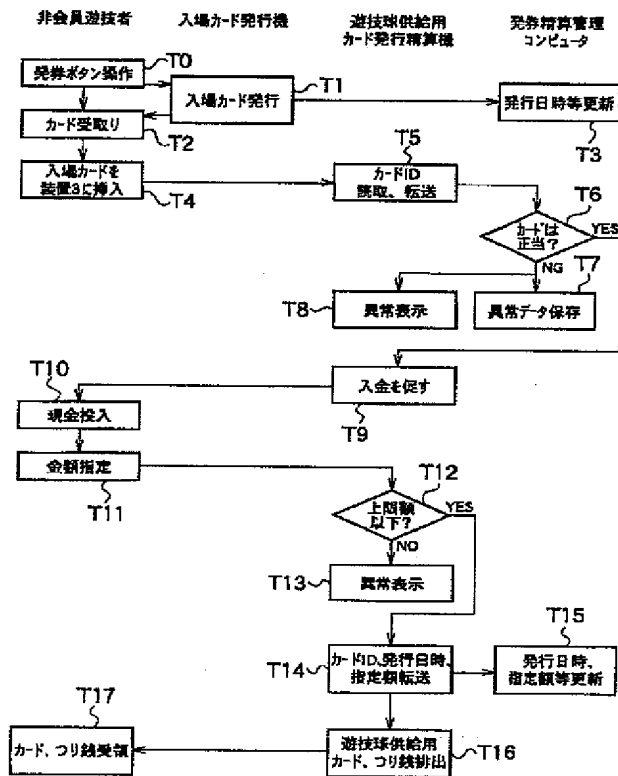 非会員遊技者
入場カード発行機
遊技球供給用
カード発行精算機
発券精算管理
コンピュータ
T0
発券ボタン操作
T1
入場カード発行
発行日時等更新
カード受取り
T2
T3
入場カードを
装置3に挿入
T4
T5
カードID
読取、転送
T6
カードは
正当?
YES
NG
T7
T8
異常表示
異常データ保存
T10
入金を促す
現金投入
T9
金額指定
T11
T12
上限額
以下?
YES
NO
T13
異常表示
T15
T14
カードID、発行日時、
指定額転送
発行日時、
指定額等更新
T17
カード、つり銭受領
遊技球供給用
カード、つり銭排出
T16